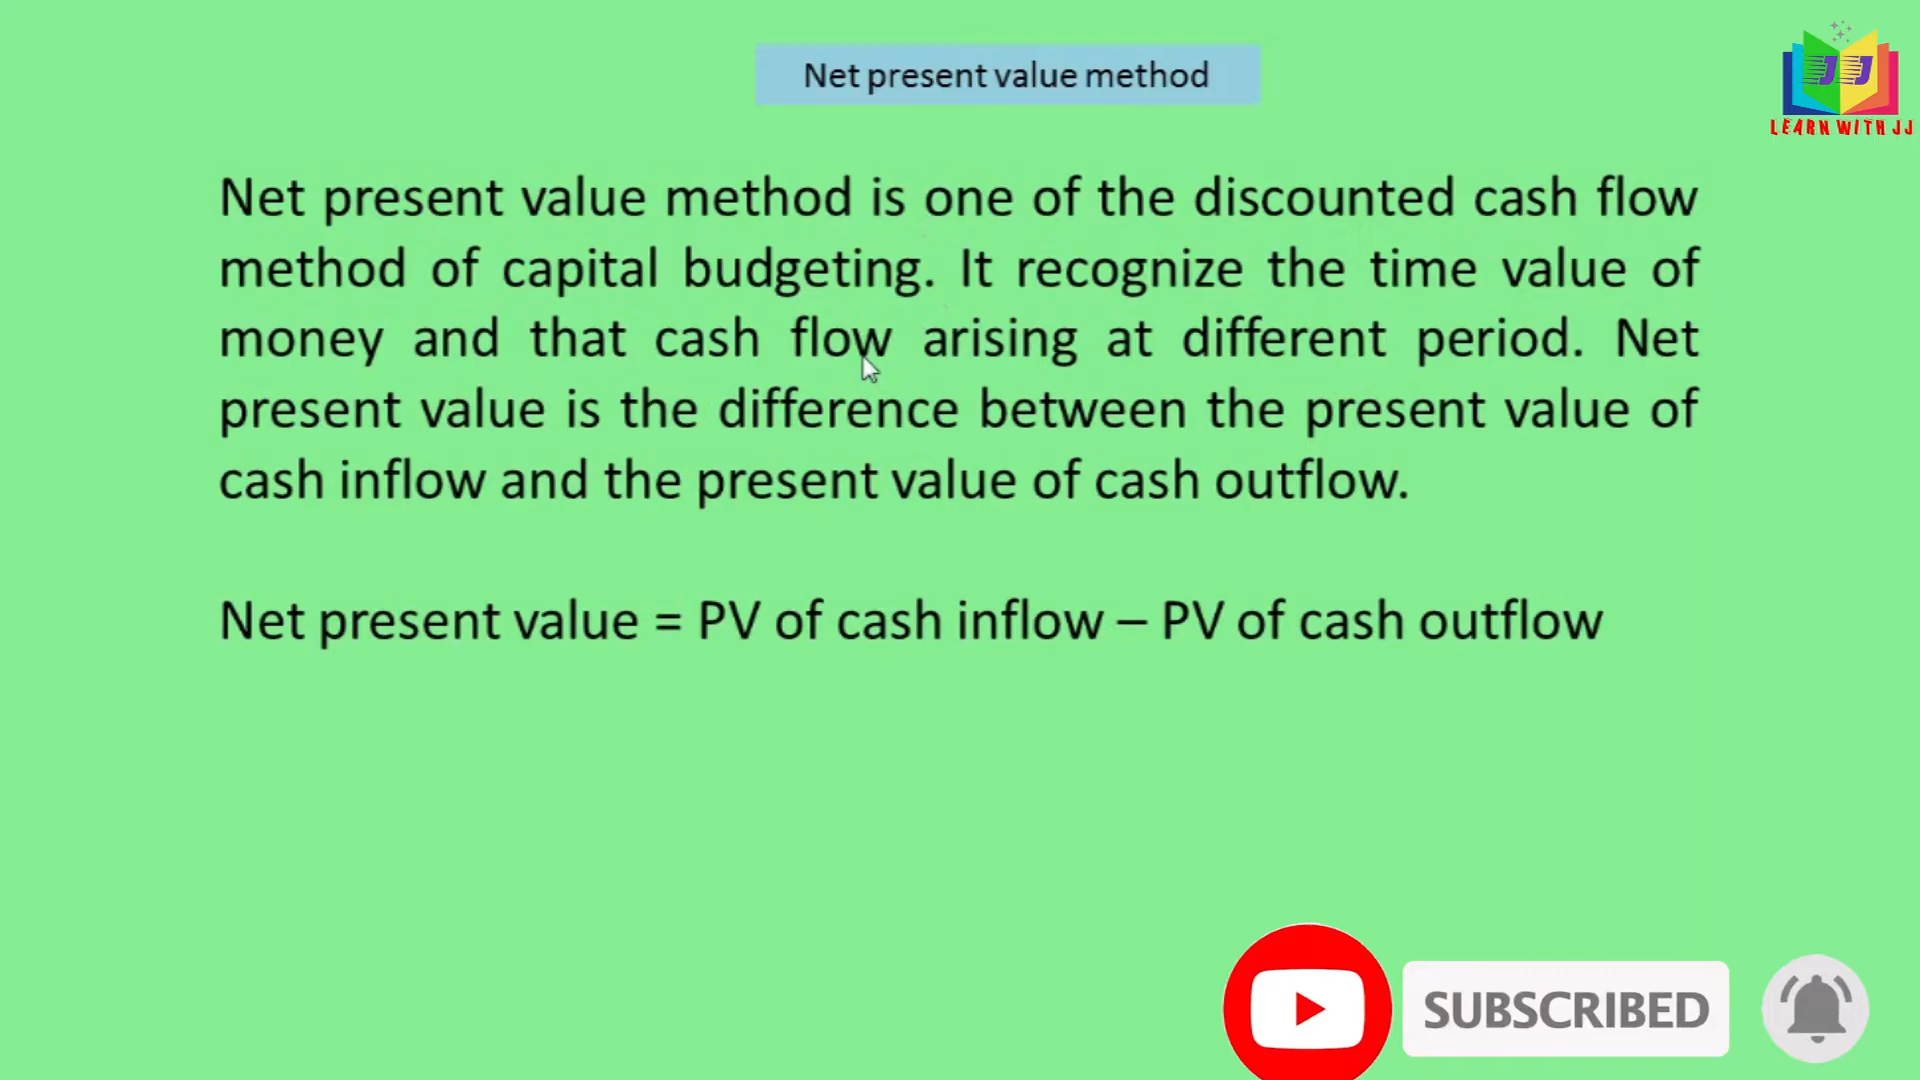 Net present value method
JJ
LEARN WITH JJ
Net present value method is one of the discounted cash flow
method of capital budgeting. It recognize the time value of
money and that cash flow arising at different period. Net
present value is the difference between the present value of
cash inflow and the present value of cash outflow.
Net present value = PV of cash inflow – PV of cash outflow
SUBSCRIBED